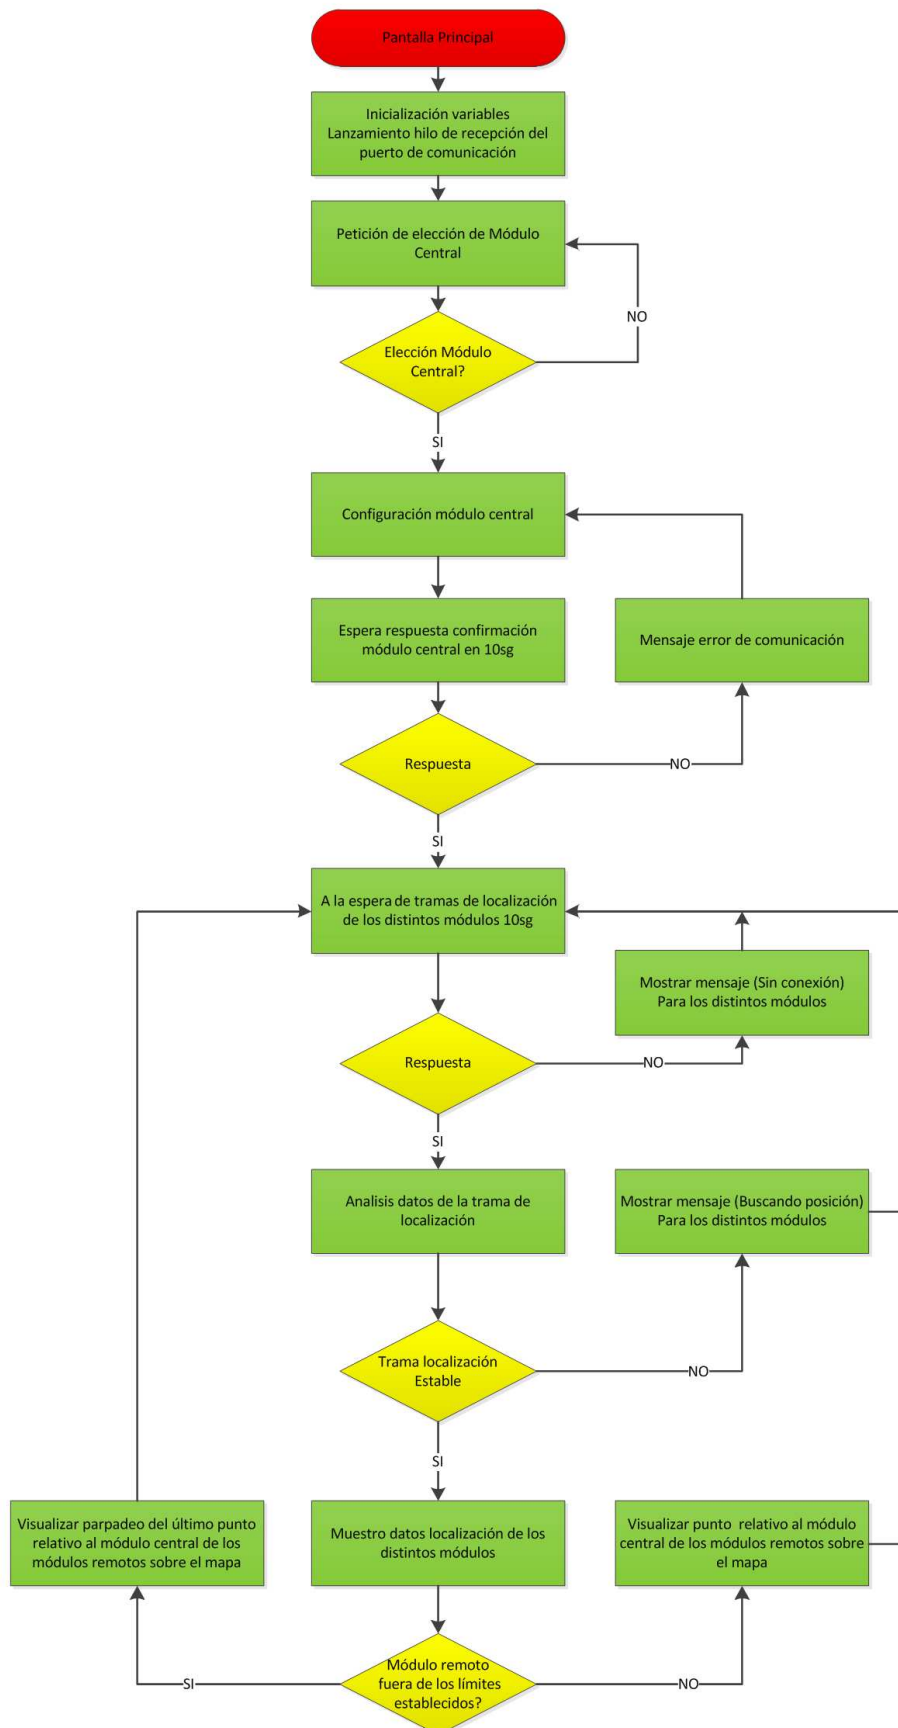 Pantalla Principal
Inicialización variables
Lanzamiento hilo de recepción del
puerto de comunicación
Petición de elección de Módulo
Central
NO
Elección Módulo
Central?
SI
Configuración módulo central
Espera respuesta confirmación
módulo central en 10sg
Mensaje error de comunicación
Respuesta
NO
SI
A la espera de tramas de localización
de los distintos módulos 10sg
Mostrar mensaje (Sin conexión)
Para los distintos módulos
Respuesta
NO
SI
Analisis datos de la trama de
localización
Mostrar mensaje (Buscando posición)
Para los distintos módulos
Trama localización
Estable
NO
SI
Visualizar parpadeo del último punto
relativo al módulo central de los
módulos remotos sobre el mapa
Muestro datos localización de los
distintos módulos
Visualizar punto relativo al módulo
central de los módulos remotos sobre
el mapa
SI
Módulo remoto
fuera de los límites
establecidos?
NO